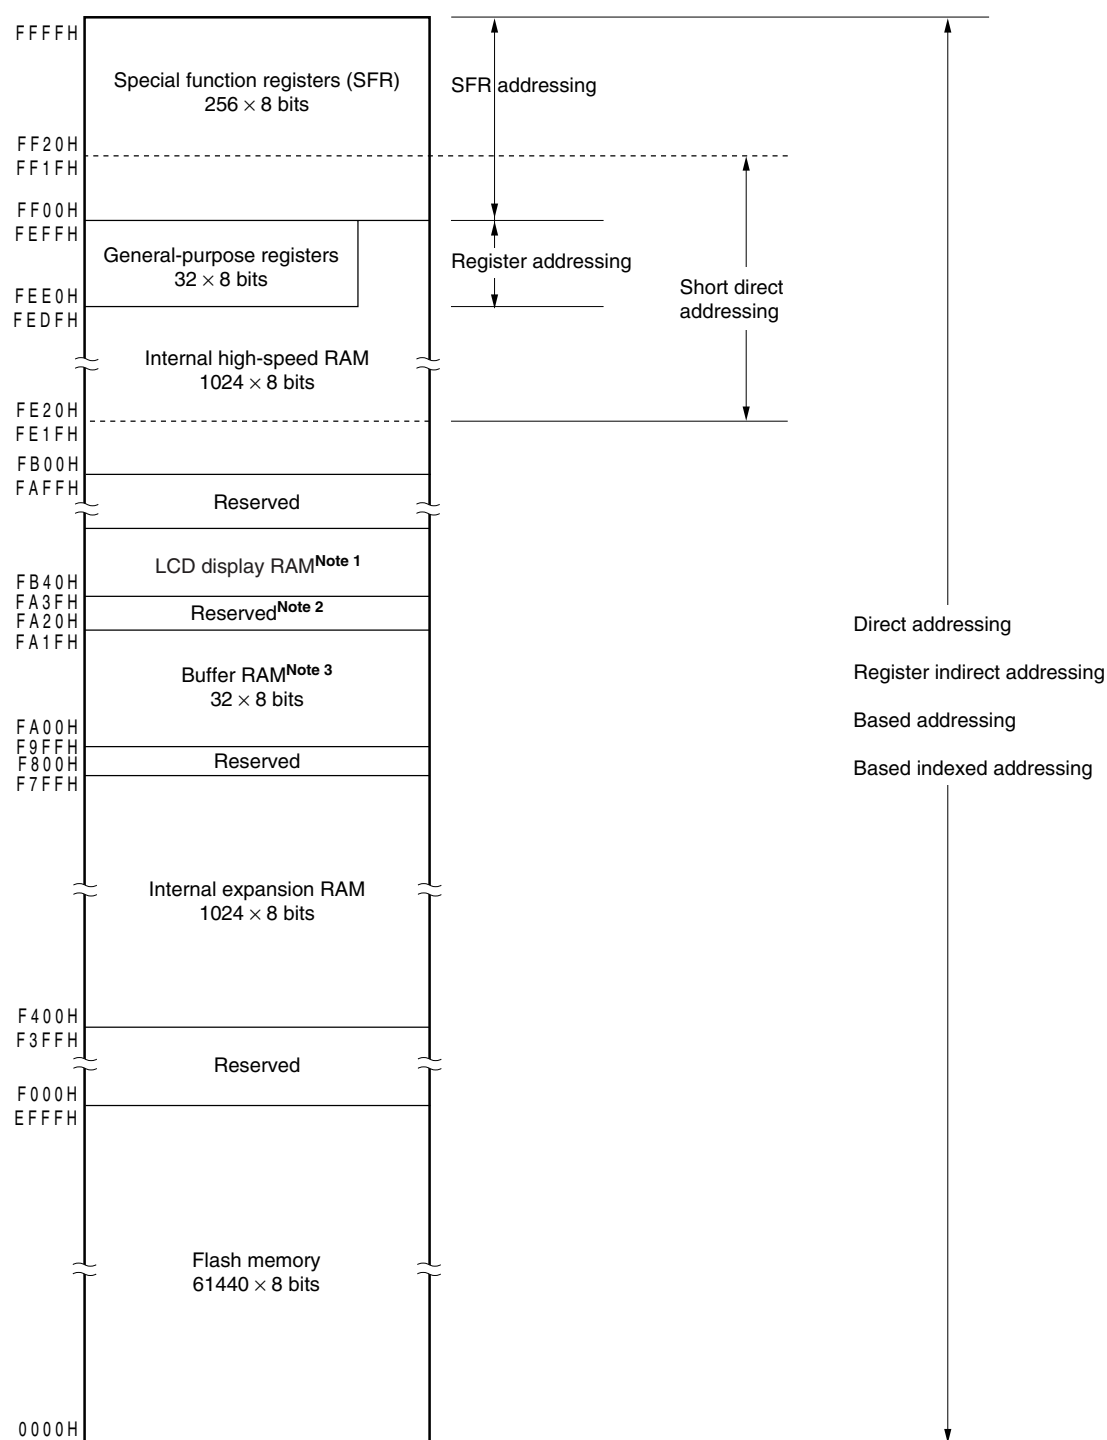 FFFFH
Special function registers (SFR)
256 × 8 bits
SFR addressing
FF20H
FF1FH
FF00H
FEFFH
General-purpose registers
32 × 8 bits
Register addressing
Short direct
addressing
FEE0H
FEDFH
Internal high-speed RAM
1024 × 8 bits
FE20H
FE1FH
FB00H
FAFFH
Reserved
LCD display RAMNote 1
FB40H
FA3FH
ReservedNote 2
FA20H
FA1FH
Buffer RAMNote 3
32 × 8 bits
FA00H
F9FFH
Reserved
F800H
F7FFH
Direct addressing
Register indirect addressing
Based addressing
Based indexed addressing
Internal expansion RAM
1024 × 8 bits
F400H
F3FFH
Reserved
F000H
EFFFH
Flash memory
61440 × 8 bits
0000H